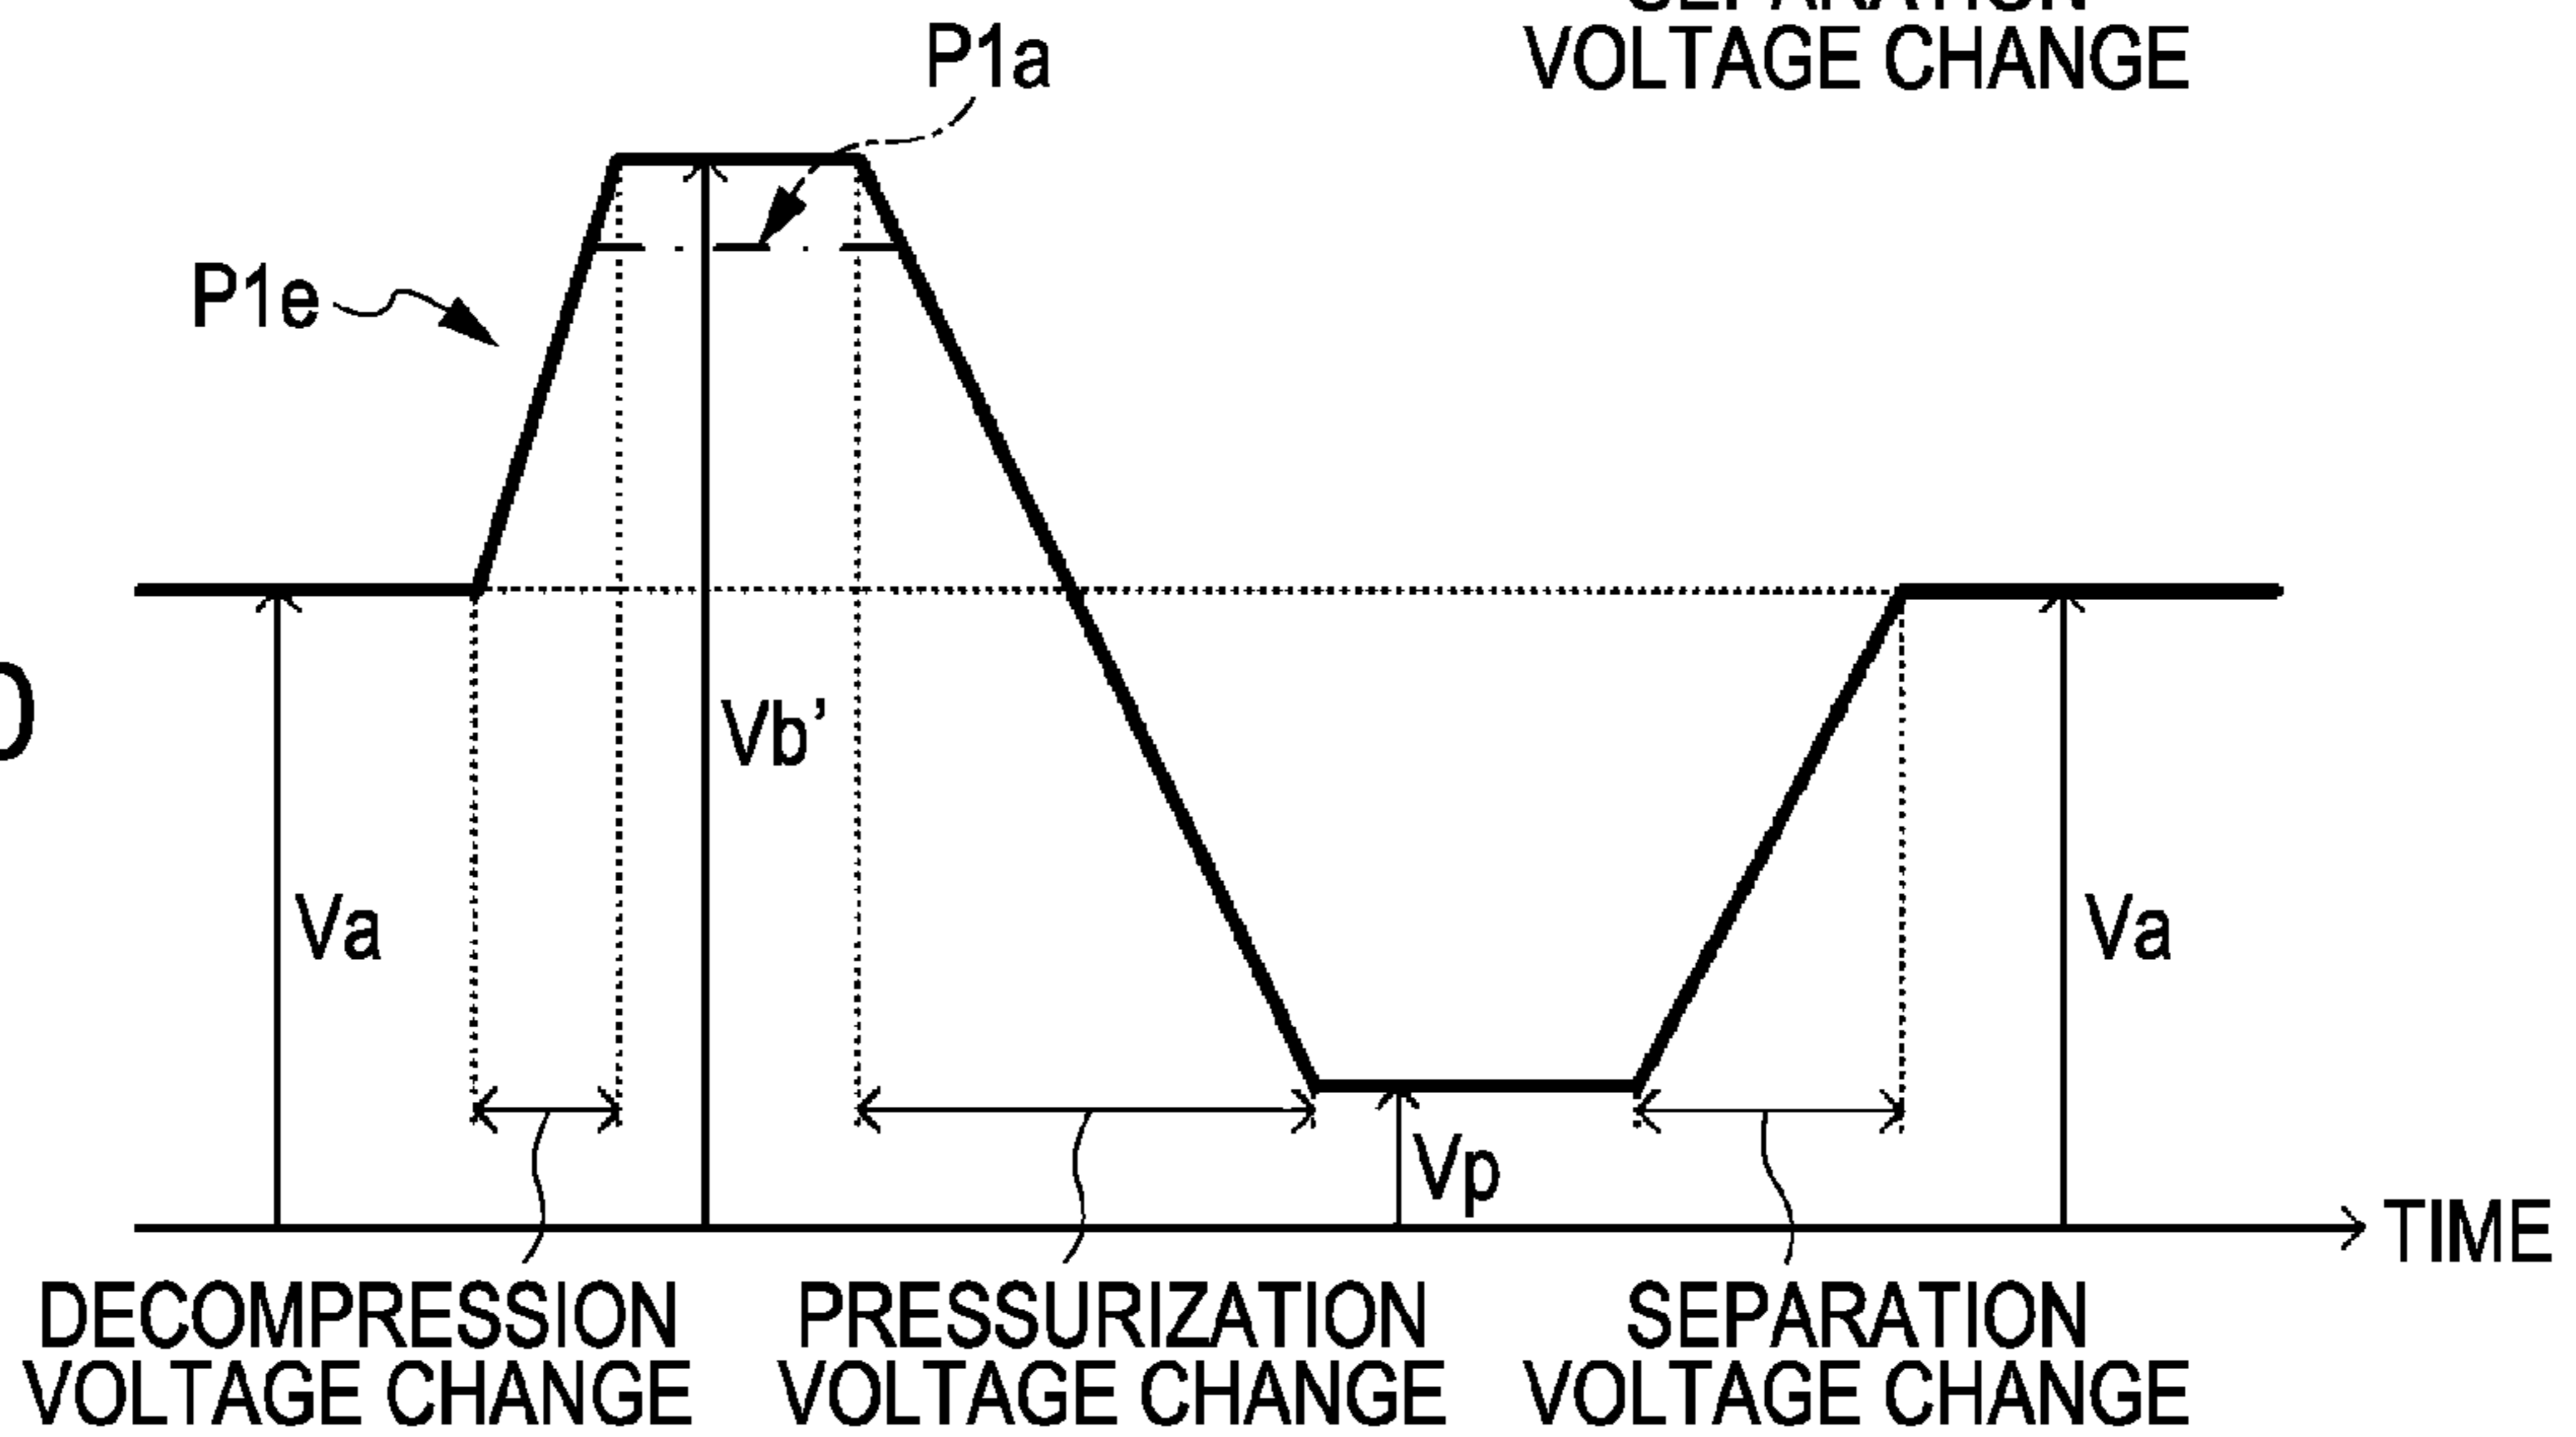 VOLTAGE CHANGE
P1a
P1e
Vb’
Va
Va
Vp
TIME
DECOMPRESSION
VOLTAGE CHANGE
PRESSURIZATION
VOLTAGE CHANGE
SEPARATION
VOLTAGE CHANGE